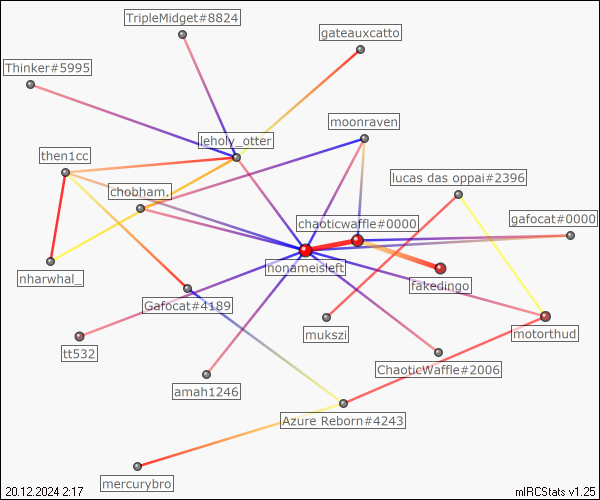 TripleMidget#8824
gateauxcatto
Thinker#5995
moonraven
leholy_otter
then1cc
lucas das oppai#2396
chobham.
gafocat#0000
chaoticwaffle#0000
nonameisleft
nharwhal_
fakedingo
Gafocat#4189
mukszi
motorthud
tt532
ChaoticWaffle#2006
amah1246
Azure Reborn#4243
mercurybro
20.12.2024 2:17
mIRCStats v1.25